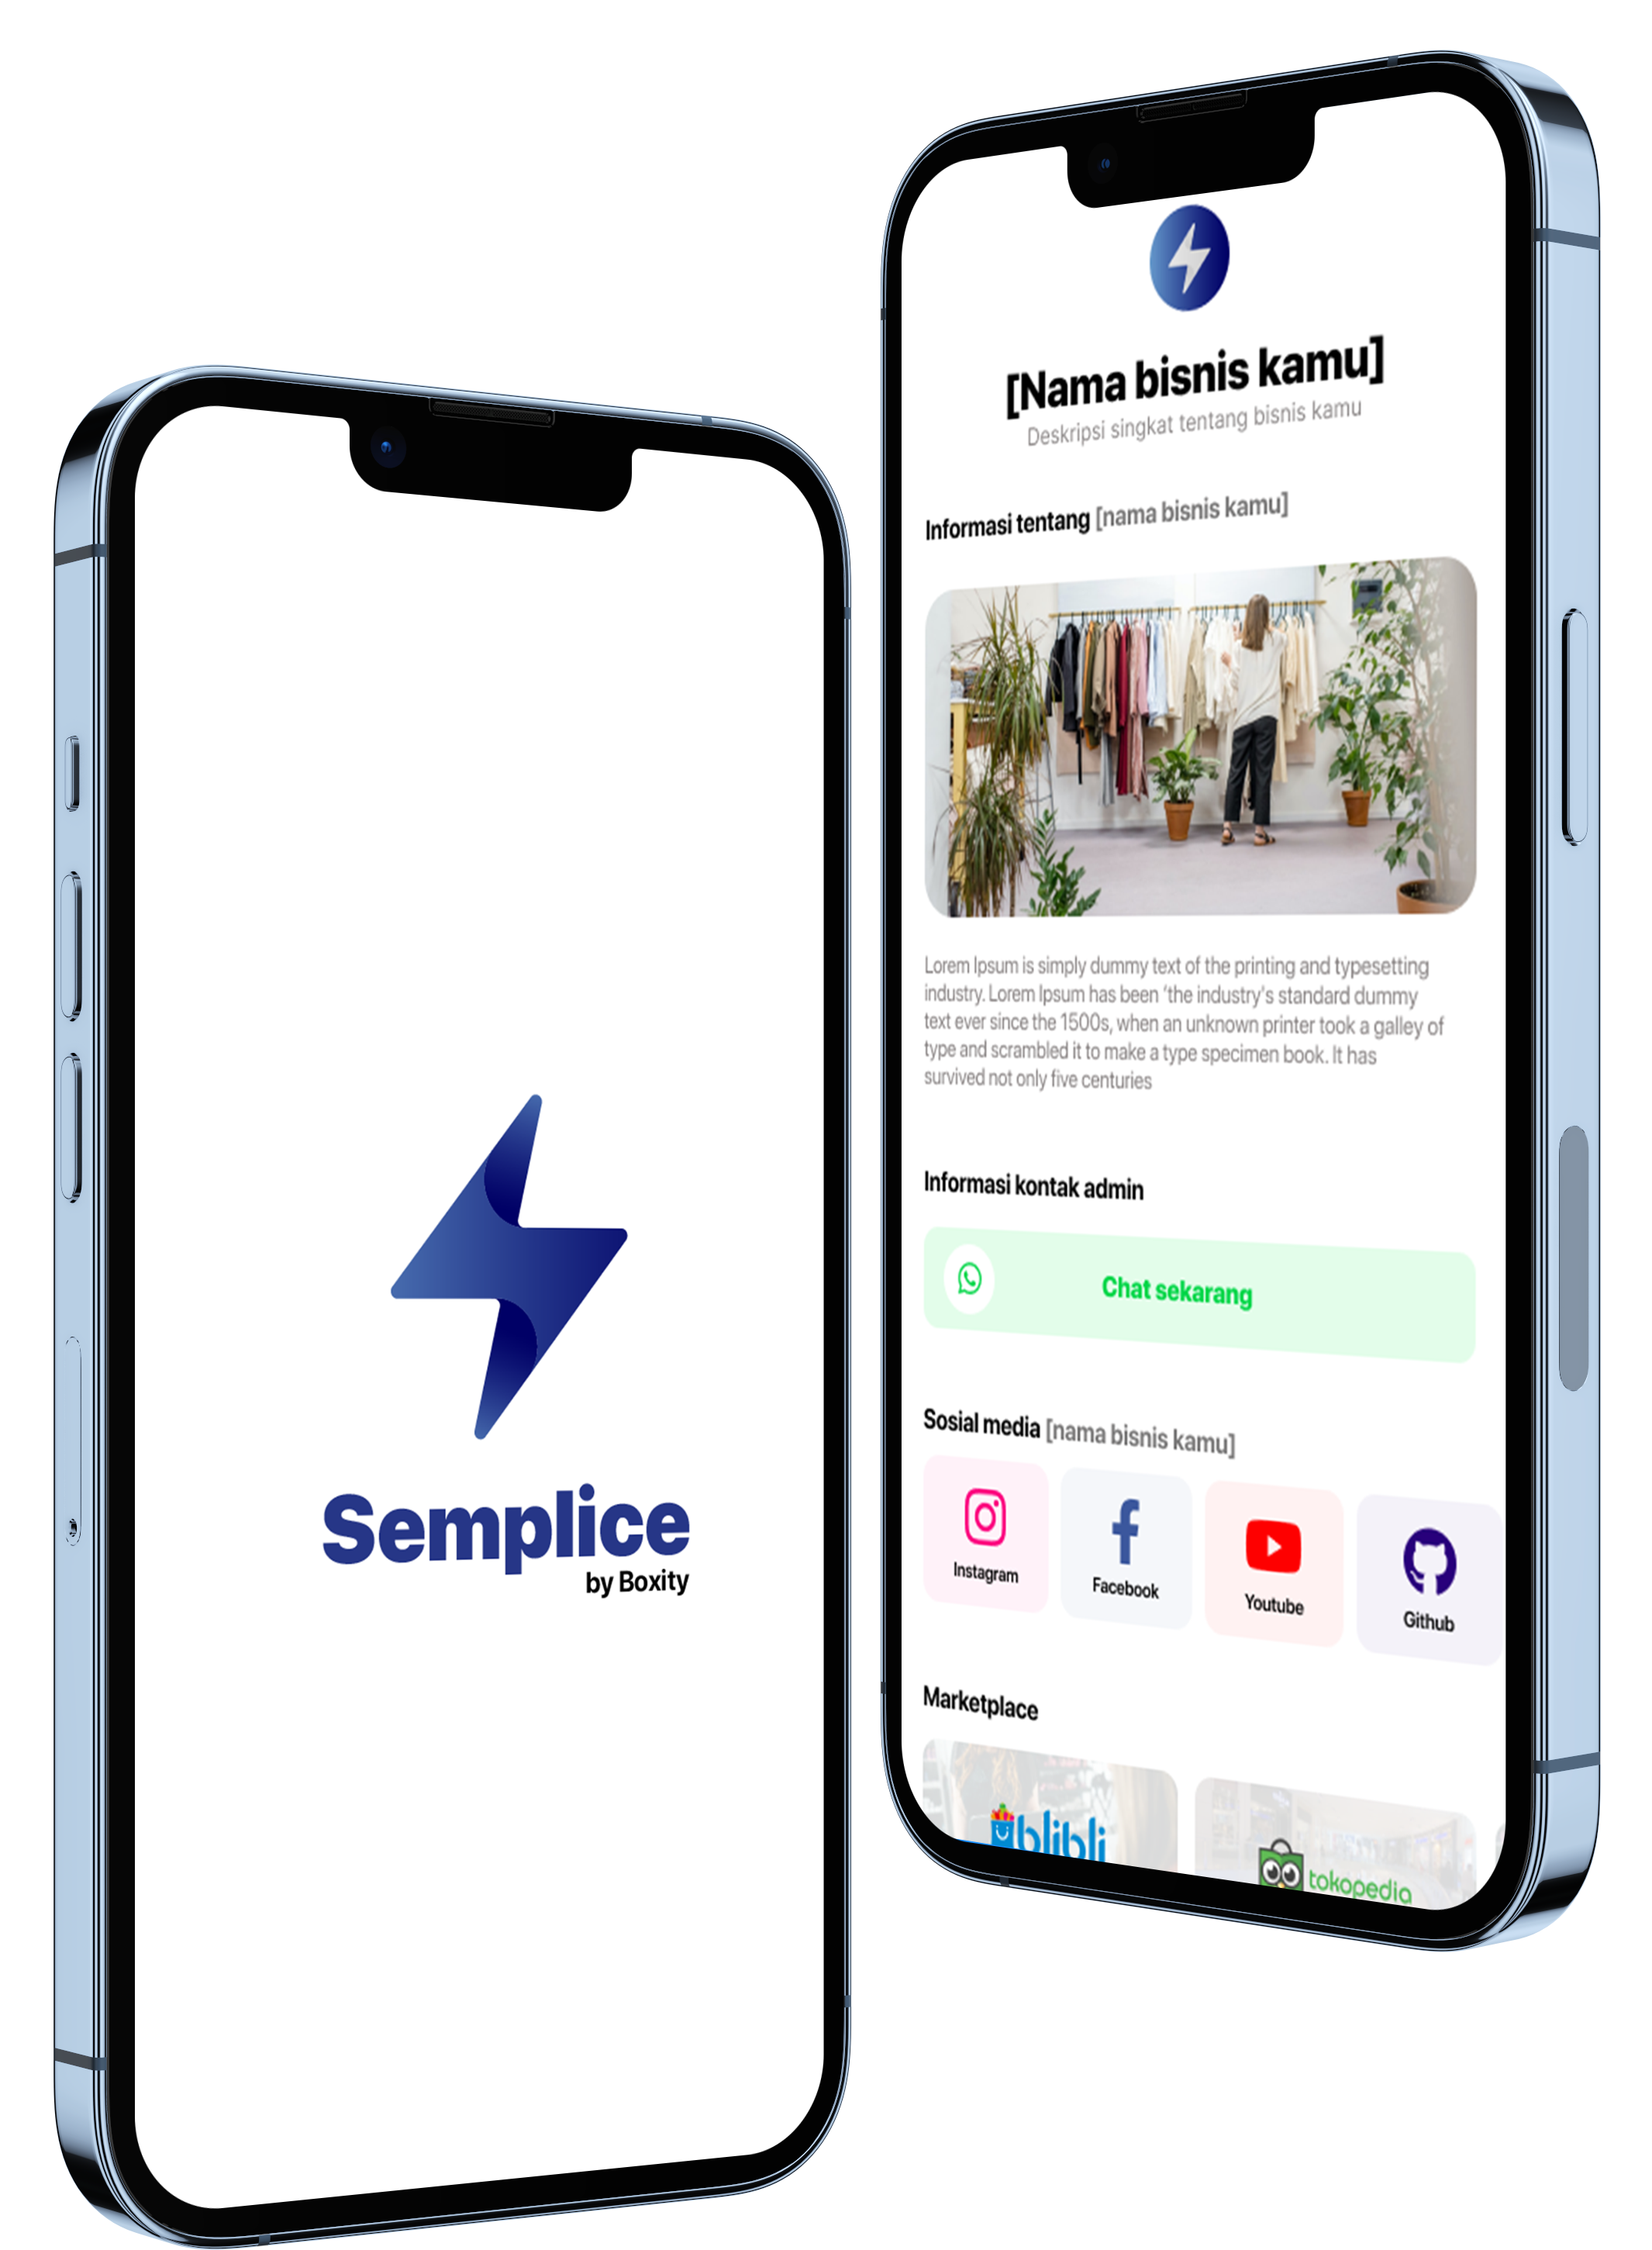 Semplice
by Boxity
[Nama bisnis kamu]
Deskripsi singkat tentang bisnis kamu
Informasi tentang [nama bisnis kamu]
Lorem Ipsum is simply dummy text of the printing and typesetting
industry. Lorem Ipsum has been ‘the industry's standard dummy
text ever since the 1500s, when an unknown printer took a galley of
type and scrambled it to make a type specimen book. It has
survived not only five centuries
Informasi kontak admin
Chat sekarang
Sosial media [nama bisnis kamu]
Instagram
Facebook
Youtube
Github
Marketplace
blibli
tokopedia